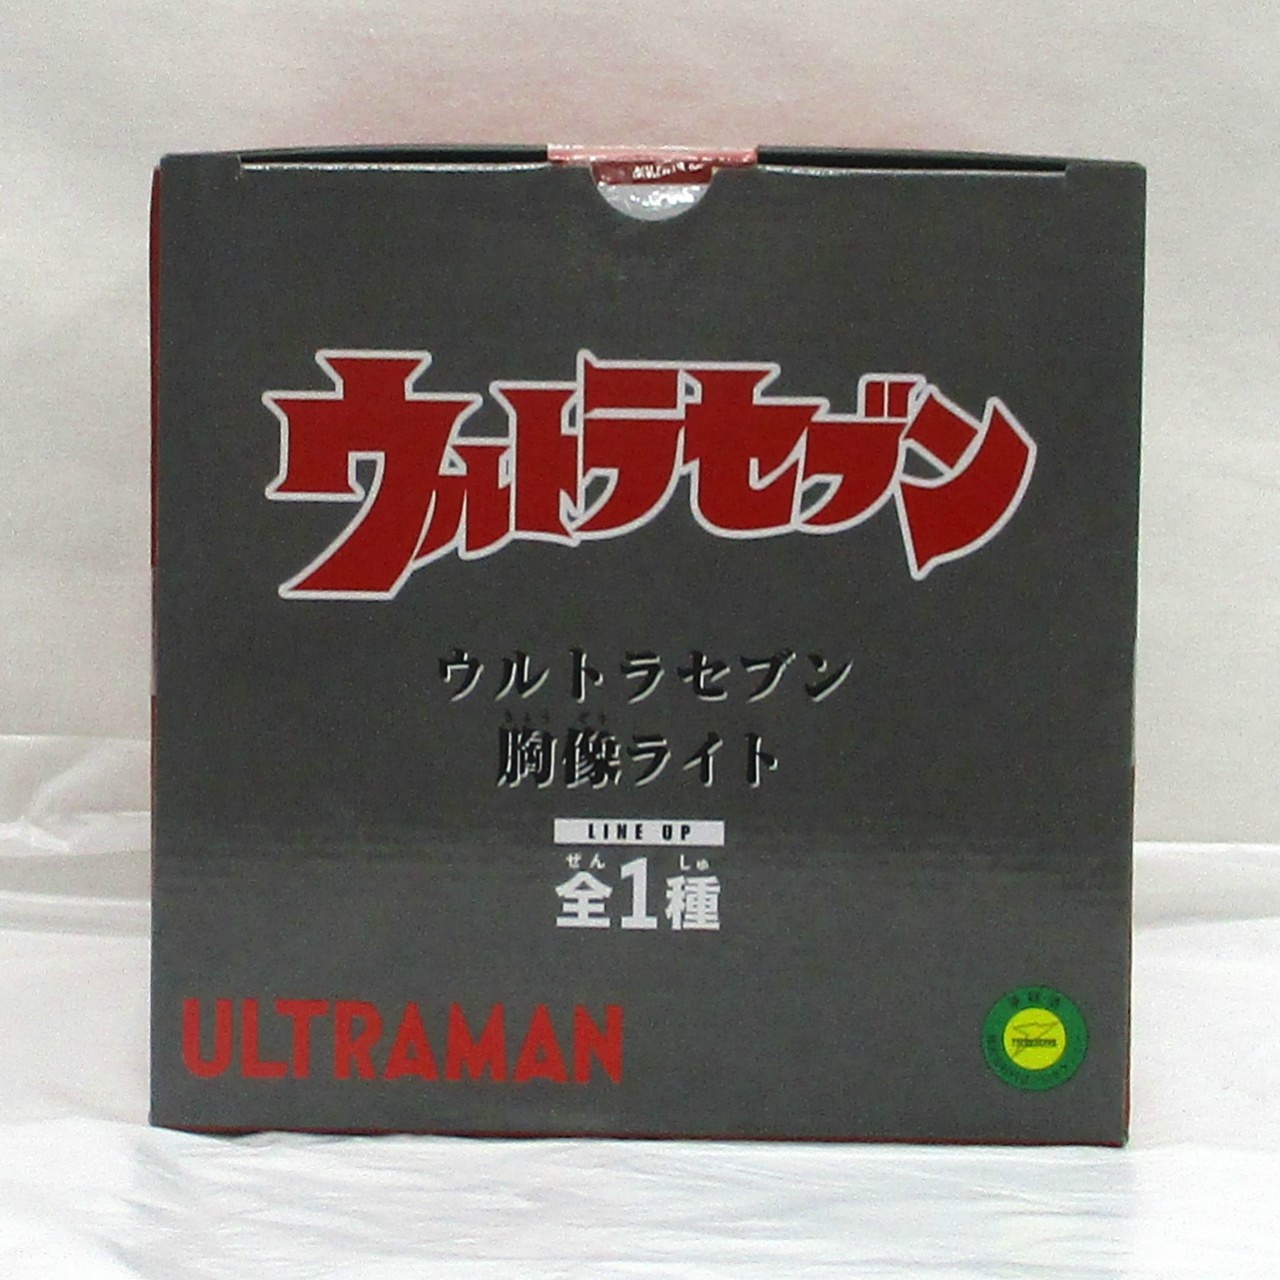 ウルトラセブン
ウルトラセブン
きょう ぞう
胸像ライト
LINE UP
ぜん しゅ
全1種
ULTRAMAN